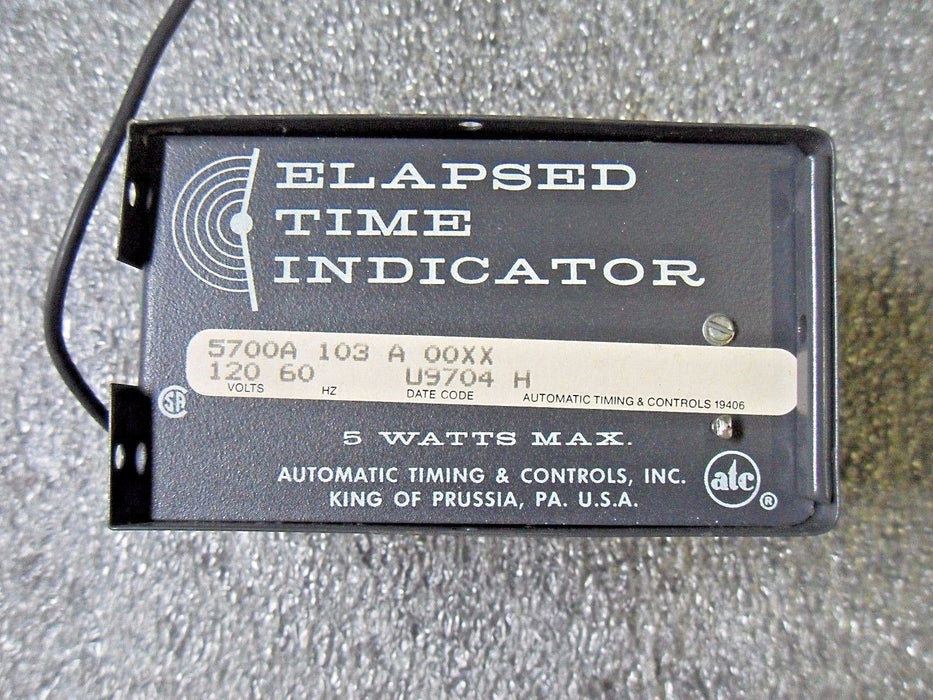 ELAPSED
TIME
INDICATOR
5700A 103 A 00XX
120 60 U9704 H
VOLTS HZ DATE CODE AUTOMATIC TIMING & CONTROLS 19406
SA
5 WATTS MAX.
AUTOMATIC TIMING & CONTROLS, INC.
KING OF PRUSSIA, PA. U.S.A.
atc ®